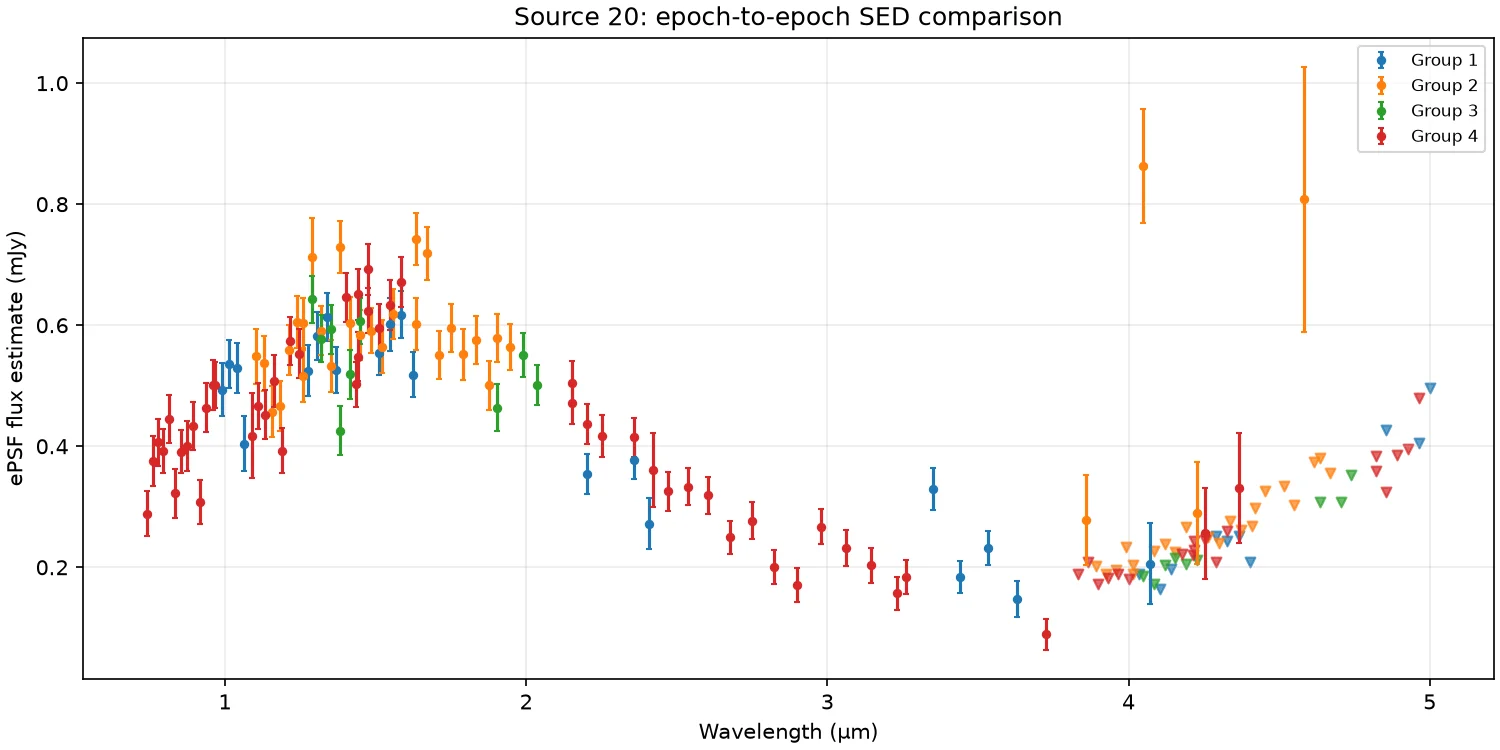 Source 20: epoch-to-epoch SED comparison
ePSF flux estimate (mJy)
1.0
0.8
0.6
0.4
0.2
Group 1
Group 2
Group 3
Group 4
1 2 3 4 5
Wavelength (μm)